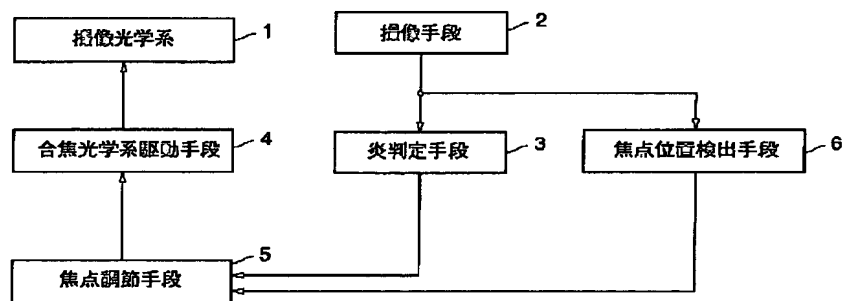 撮像光学系
1
撮像手段
2
合焦光学系駆動手段
4
炎判定手段
3
焦点位置検出手段
6
焦点調節手段
5